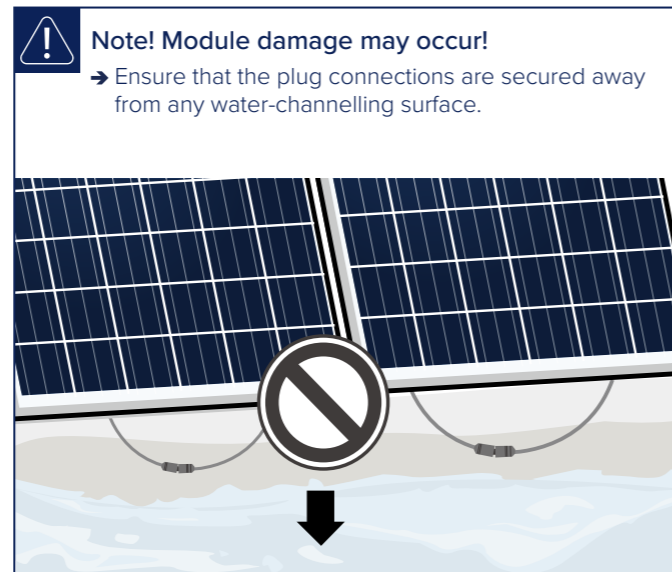 Note! Module damage may occur!
➔ Ensure that the plug connections are secured away
from any water-channelling surface.